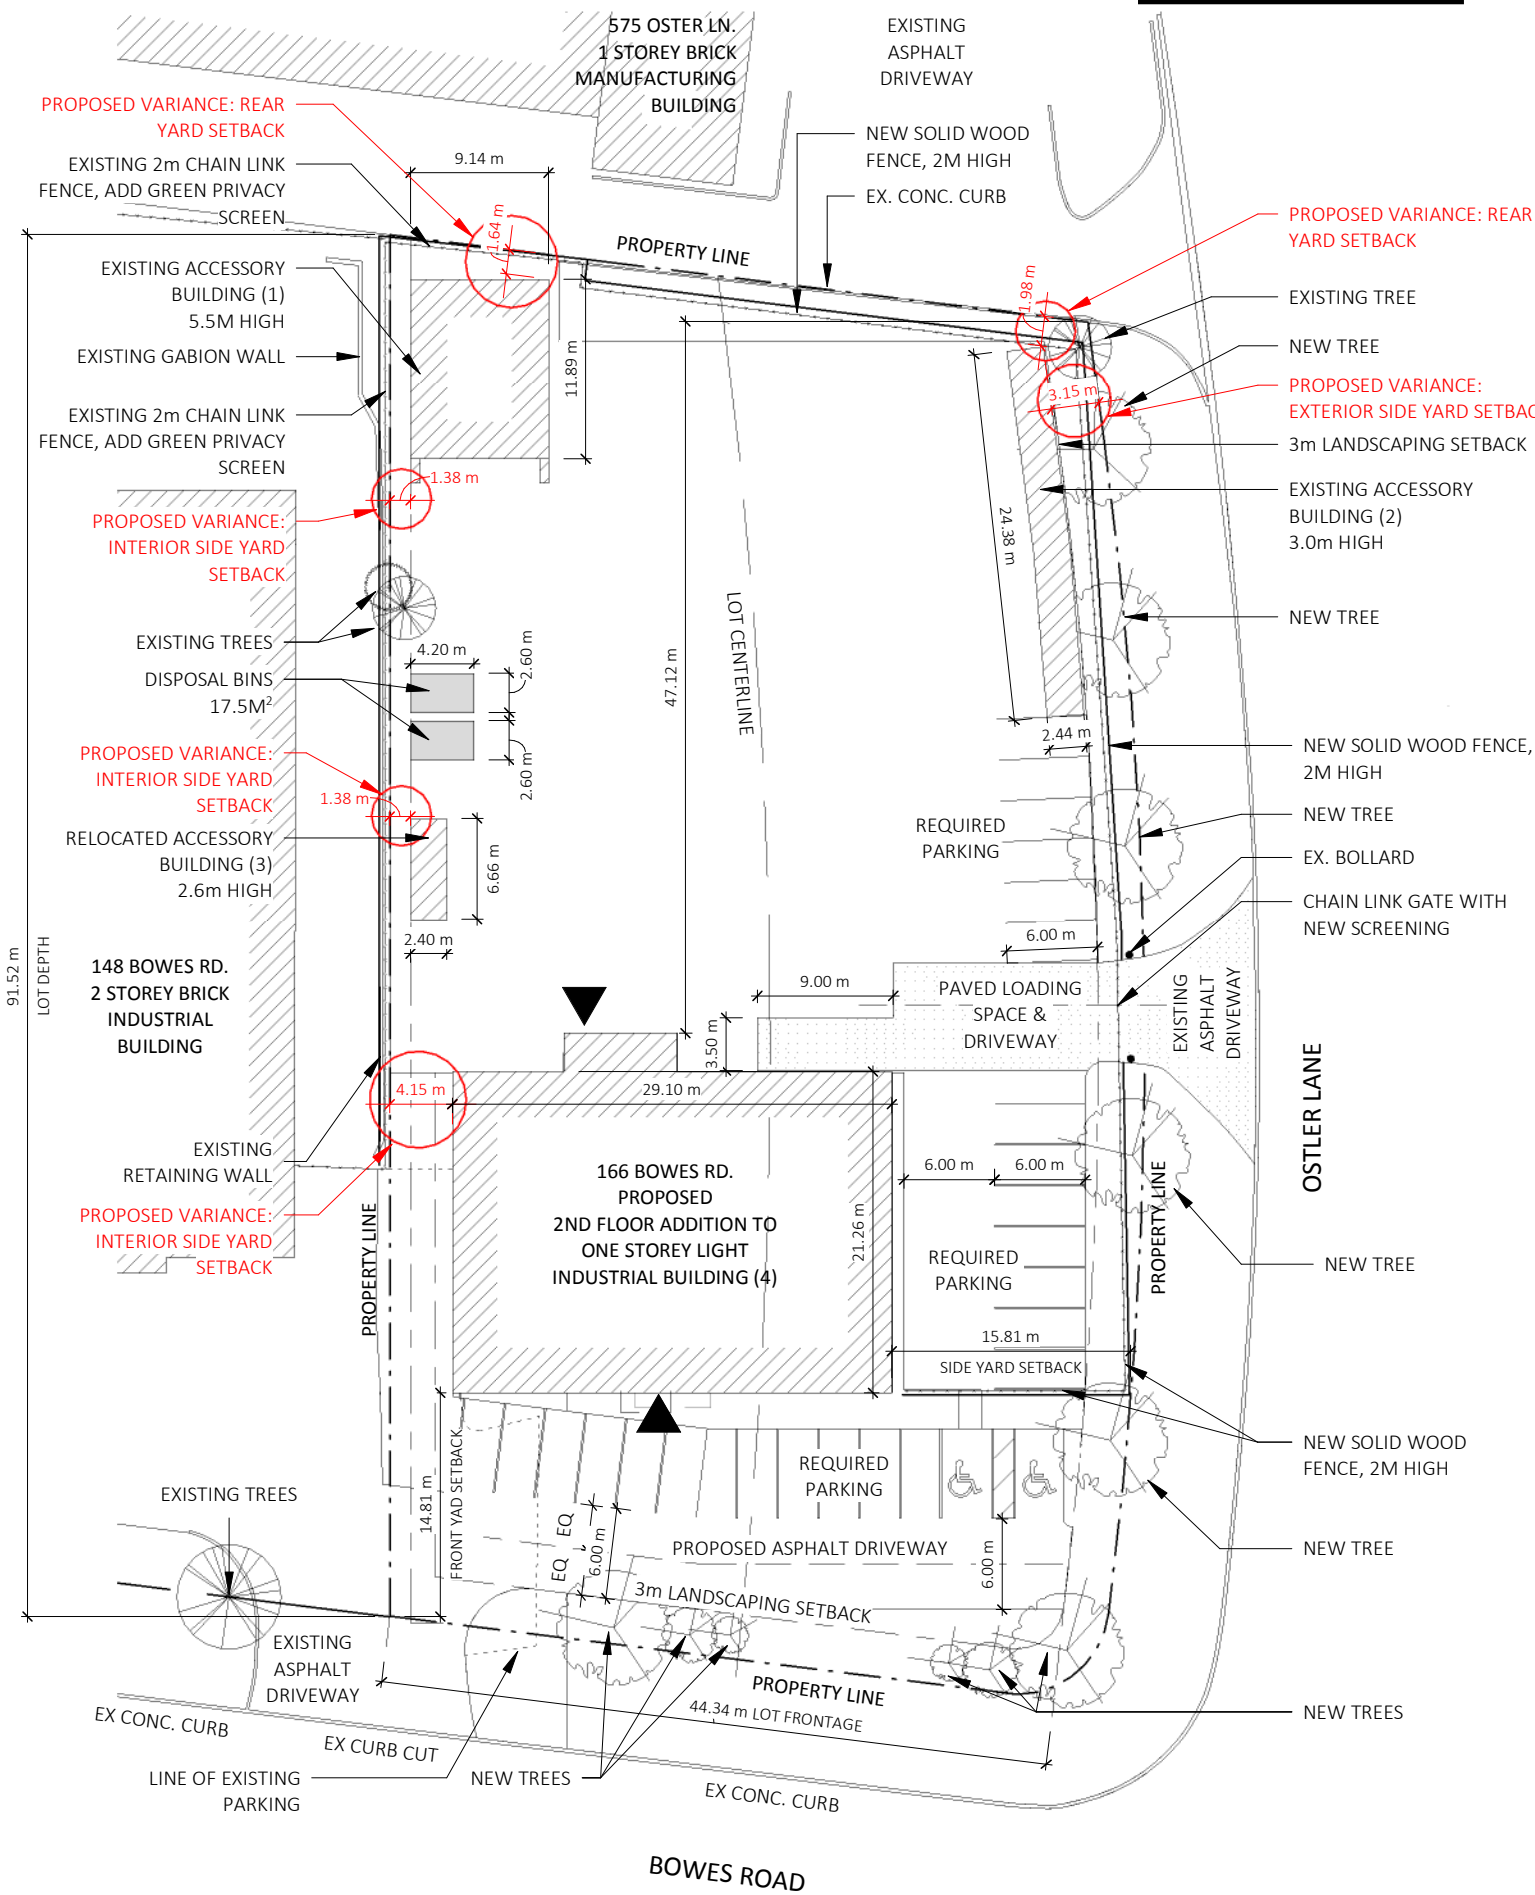 575 OSTER LN.
1 STOREY BRICK
MANUFACTURING
BUILDING
EXISTING
ASPHALT
DRIVEWAY
PROPOSED VARIANCE: REAR
YARD SETBACK
EXISTING 2m CHAIN LINK
FENCE, ADD GREEN PRIVACY
SCREEN
9.14 m
1.64 m
NEW SOLID WOOD
FENCE, 2M HIGH
EX. CONC. CURB
PROPERTY LINE
PROPOSED VARIANCE: REAR
YARD SETBACK
1.98 m
EXISTING ACCESSORY
BUILDING (1)
5.5M HIGH
EXISTING TREE
NEW TREE
EXISTING GABION WALL
11.89 m
3.15 m
PROPOSED VARIANCE:
EXTERIOR SIDE YARD SETBAC
EXISTING 2m CHAIN LINK
FENCE, ADD GREEN PRIVACY
SCREEN
3m LANDSCAPING SETBACK
1.38 m
EXISTING ACCESSORY
BUILDING (2)
3.0m HIGH
PROPOSED VARIANCE:
INTERIOR SIDE YARD
SETBACK
24.38 m
LOT CENTERLINE
47.12 m
NEW TREE
EXISTING TREES
4.20 m
2.60 m
DISPOSAL BINS
17.5M²
2.60 m
2.44 m
NEW SOLID WOOD FENCE,
2M HIGH
PROPOSED VARIANCE:
INTERIOR SIDE YARD
SETBACK
1.38 m
NEW TREE
REQUIRED
PARKING
RELOCATED ACCESSORY
BUILDING (3)
2.6m HIGH
6.66 m
EX. BOLLARD
CHAIN LINK GATE WITH
NEW SCREENING
2.40 m
6.00 m
91.52 m
LOT DEPTH
148 BOWES RD.
2 STOREY BRICK
INDUSTRIAL
BUILDING
9.00 m
3.50 m
PAVED LOADING
SPACE &
DRIVEWAY
EXISTING
ASPHALT
DRIVEWAY
OSTLER LANE
4.15 m
29.10 m
EXISTING
RETAINING WALL
166 BOWES RD.
PROPOSED
2ND FLOOR ADDITION TO
ONE STOREY LIGHT
INDUSTRIAL BUILDING (4)
6.00 m
6.00 m
21.26 m
PROPERTY LINE
PROPOSED VARIANCE:
INTERIOR SIDE YARD
SETBACK
PROPERTY LINE
REQUIRED
PARKING
NEW TREE
15.81 m
SIDE YARD SETBACK
NEW SOLID WOOD
FENCE, 2M HIGH
14.81 m
FRONT YAD SETBACK
REQUIRED
PARKING
EXISTING TREES
EQ
EQ
6.00 m
PROPOSED ASPHALT DRIVEWAY
6.00 m
NEW TREE
3m LANDSCAPING SETBACK
EXISTING
ASPHALT
DRIVEWAY
PROPERTY LINE
44.34 m LOT FRONTAGE
NEW TREES
EX CONC. CURB
EX CURB CUT
LINE OF EXISTING
PARKING
NEW TREES
EX CONC. CURB
BOWES ROAD